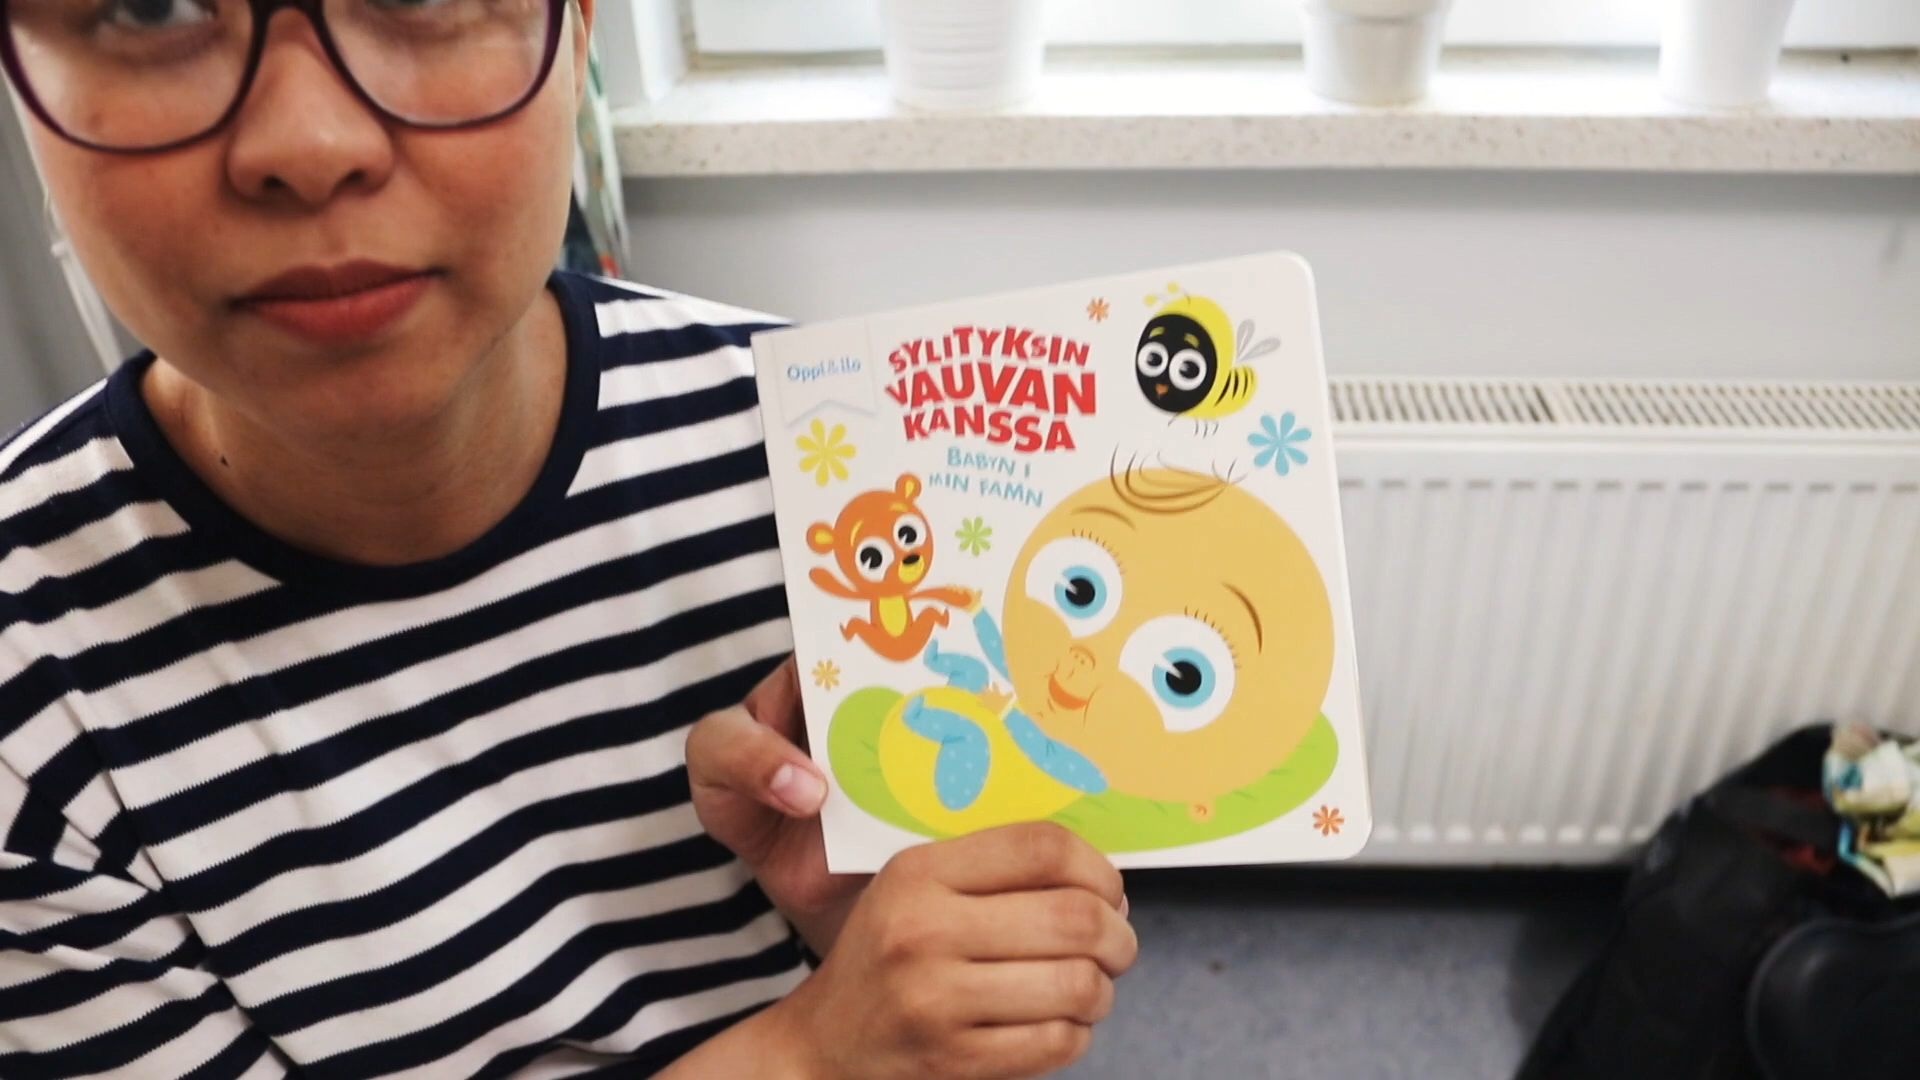 Oppi&ilo
SYLITYKSIN
VAUVAN
KANSSA
BABYN I
MIN FAMN